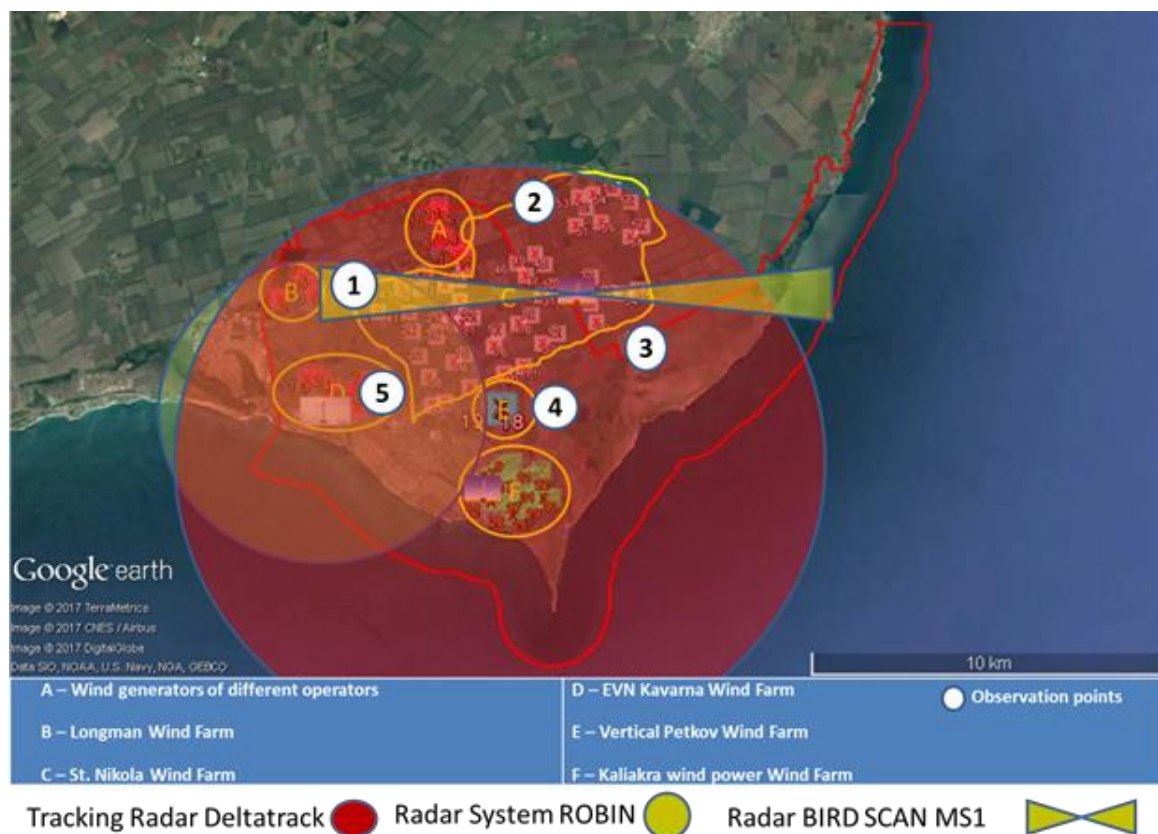 A
2
B
1
C
3
D
5
E
4
19 18
F
Google earth
Image © 2017 TerraMetrics
Image © 2017 CNES / Airbus
Image © 2017 DigitalGlobe
Data SIO, NOAA, U.S. Navy, NGA, GEBCO
10 km
A – Wind generators of different operators
D – EVN Kavarna Wind Farm
Observation points
B – Longman Wind Farm
E – Vertical Petkov Wind Farm
C – St. Nikola Wind Farm
F – Kaliakra wind power Wind Farm
Tracking Radar Deltatrack
Radar System ROBIN
Radar BIRD SCAN MS1